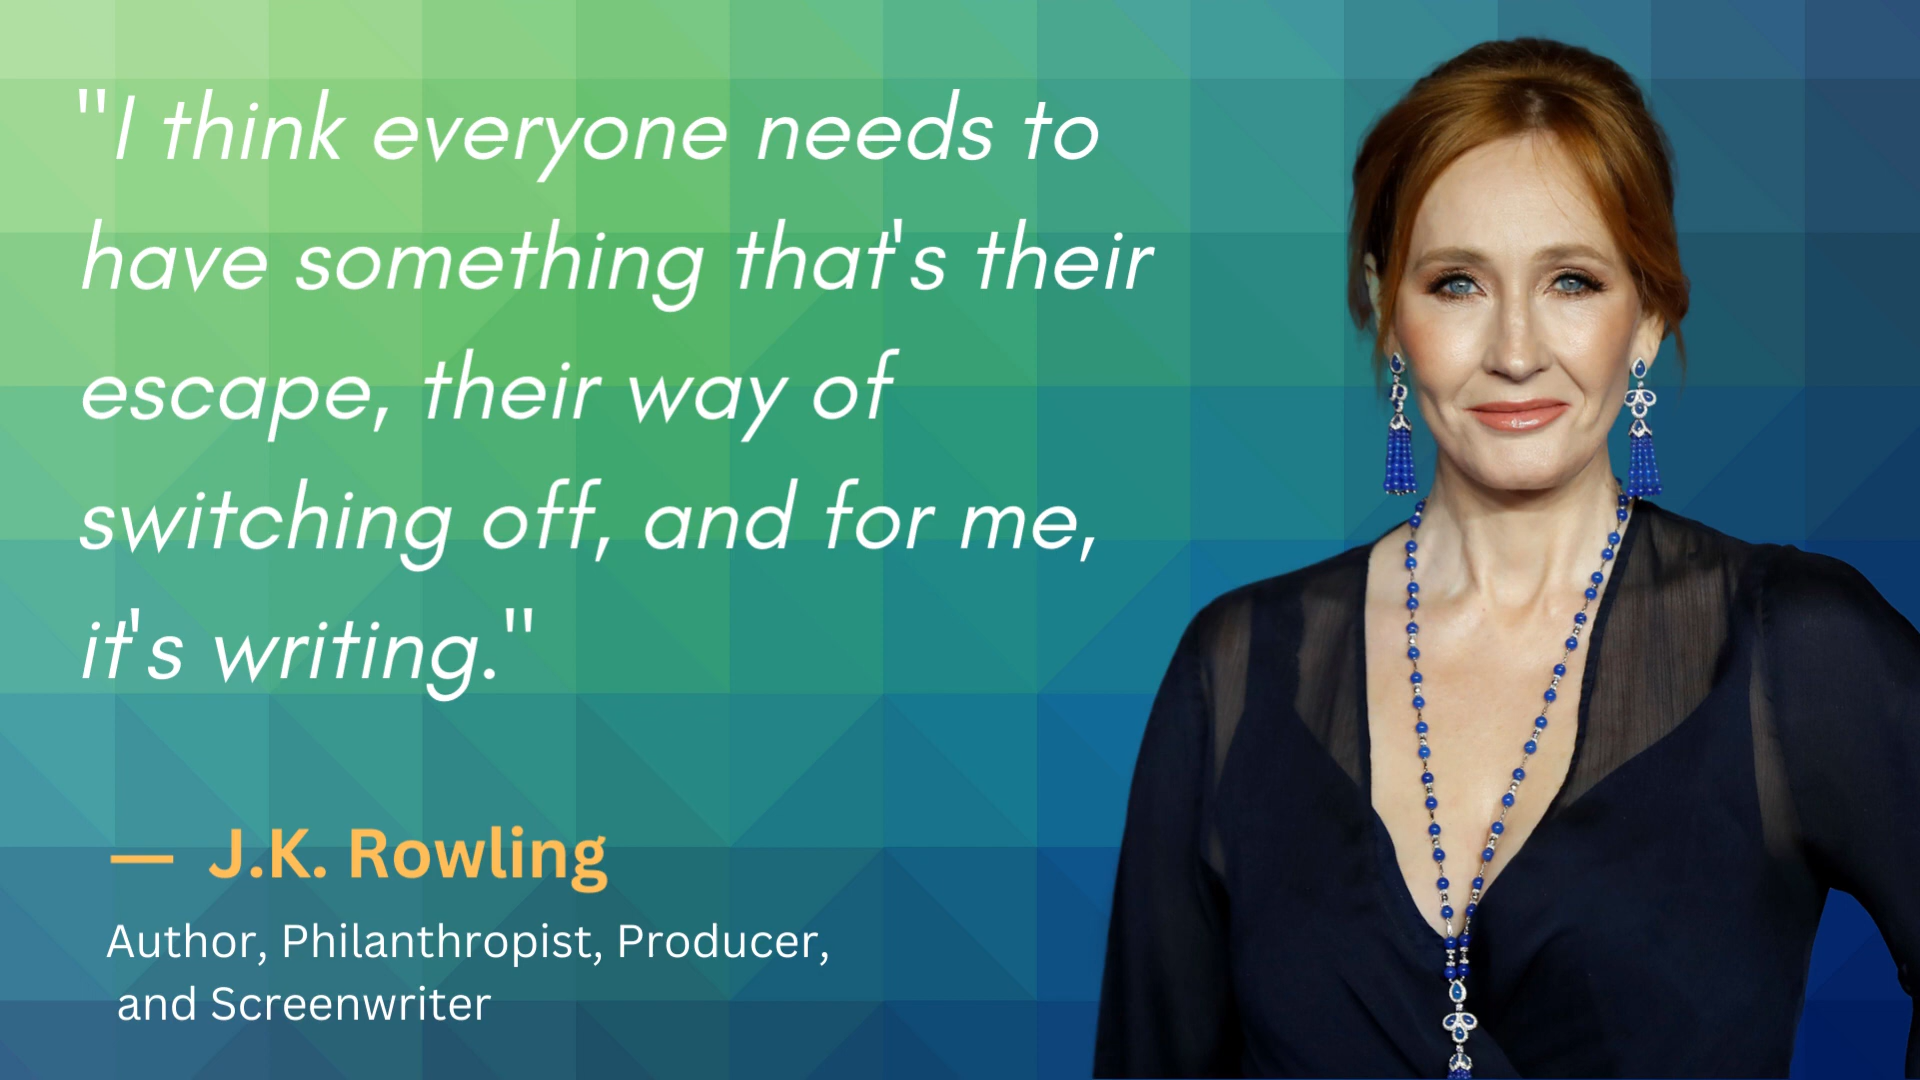 "I think everyone needs to
have something that's their
escape, their way of
switching off, and for me,
it's writing."
— J.K. Rowling
Author, Philanthropist, Producer,
and Screenwriter